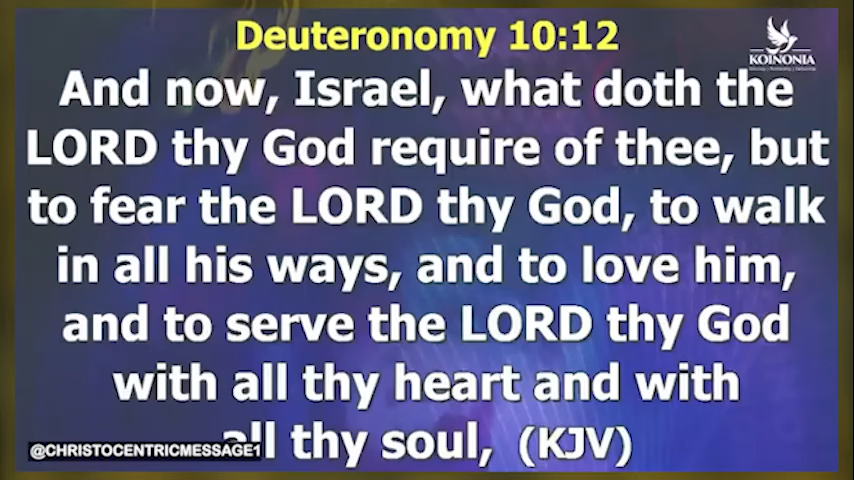 Deuteronomy 10:12
KOINONIA
And now, Israel, what doth the
LORD thy God require of thee, but
to fear the LORD thy God, to walk
in all his ways, and to love him,
and to serve the LORD thy God
with all thy heart and with
all thy soul, (KJV)
@CHRISTOCENTRICMESSAGE1